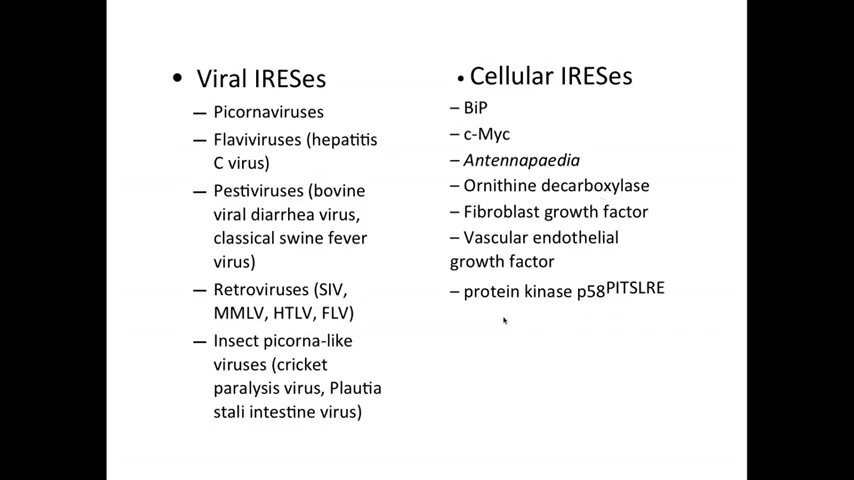 • Viral IRESes
— Picornaviruses
— Flaviviruses (hepatitis
C virus)
— Pestiviruses (bovine
viral diarrhea virus,
classical swine fever
virus)
— Retroviruses (SIV,
MMLV, HTLV, FLV)
— Insect picorna-like
viruses (cricket
paralysis virus, Plautia
stali intestine virus)
• Cellular IRESes
– BiP
– c-Myc
– Antennapaedia
– Ornithine decarboxylase
– Fibroblast growth factor
– Vascular endothelial
growth factor
– protein kinase p58PITSLRE